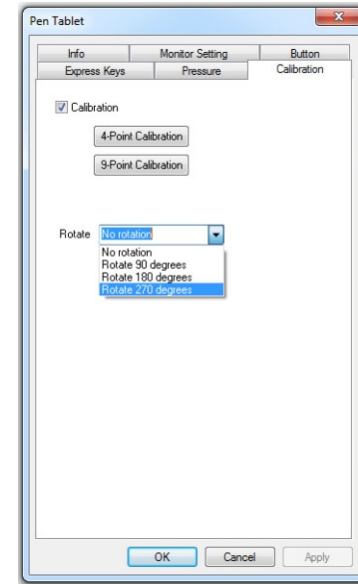 Pen Tablet
Info Monitor Setting Button
Express Keys Pressure Calibration
Calibration
4-Point Calibration
9-Point Calibration
Rotate No rotation
No rotation
Rotate 90 degrees
Rotate 180 degrees
Rotate 270 degrees
OK Cancel Apply